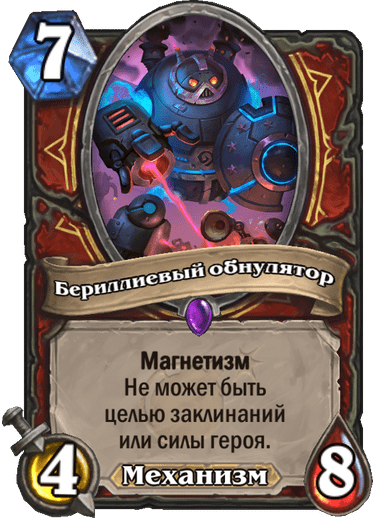 7
Бериллиевый обнулятор
Магнетизм
Не может быть
целью заклинаний
или силы героя.
4
Механизм
8